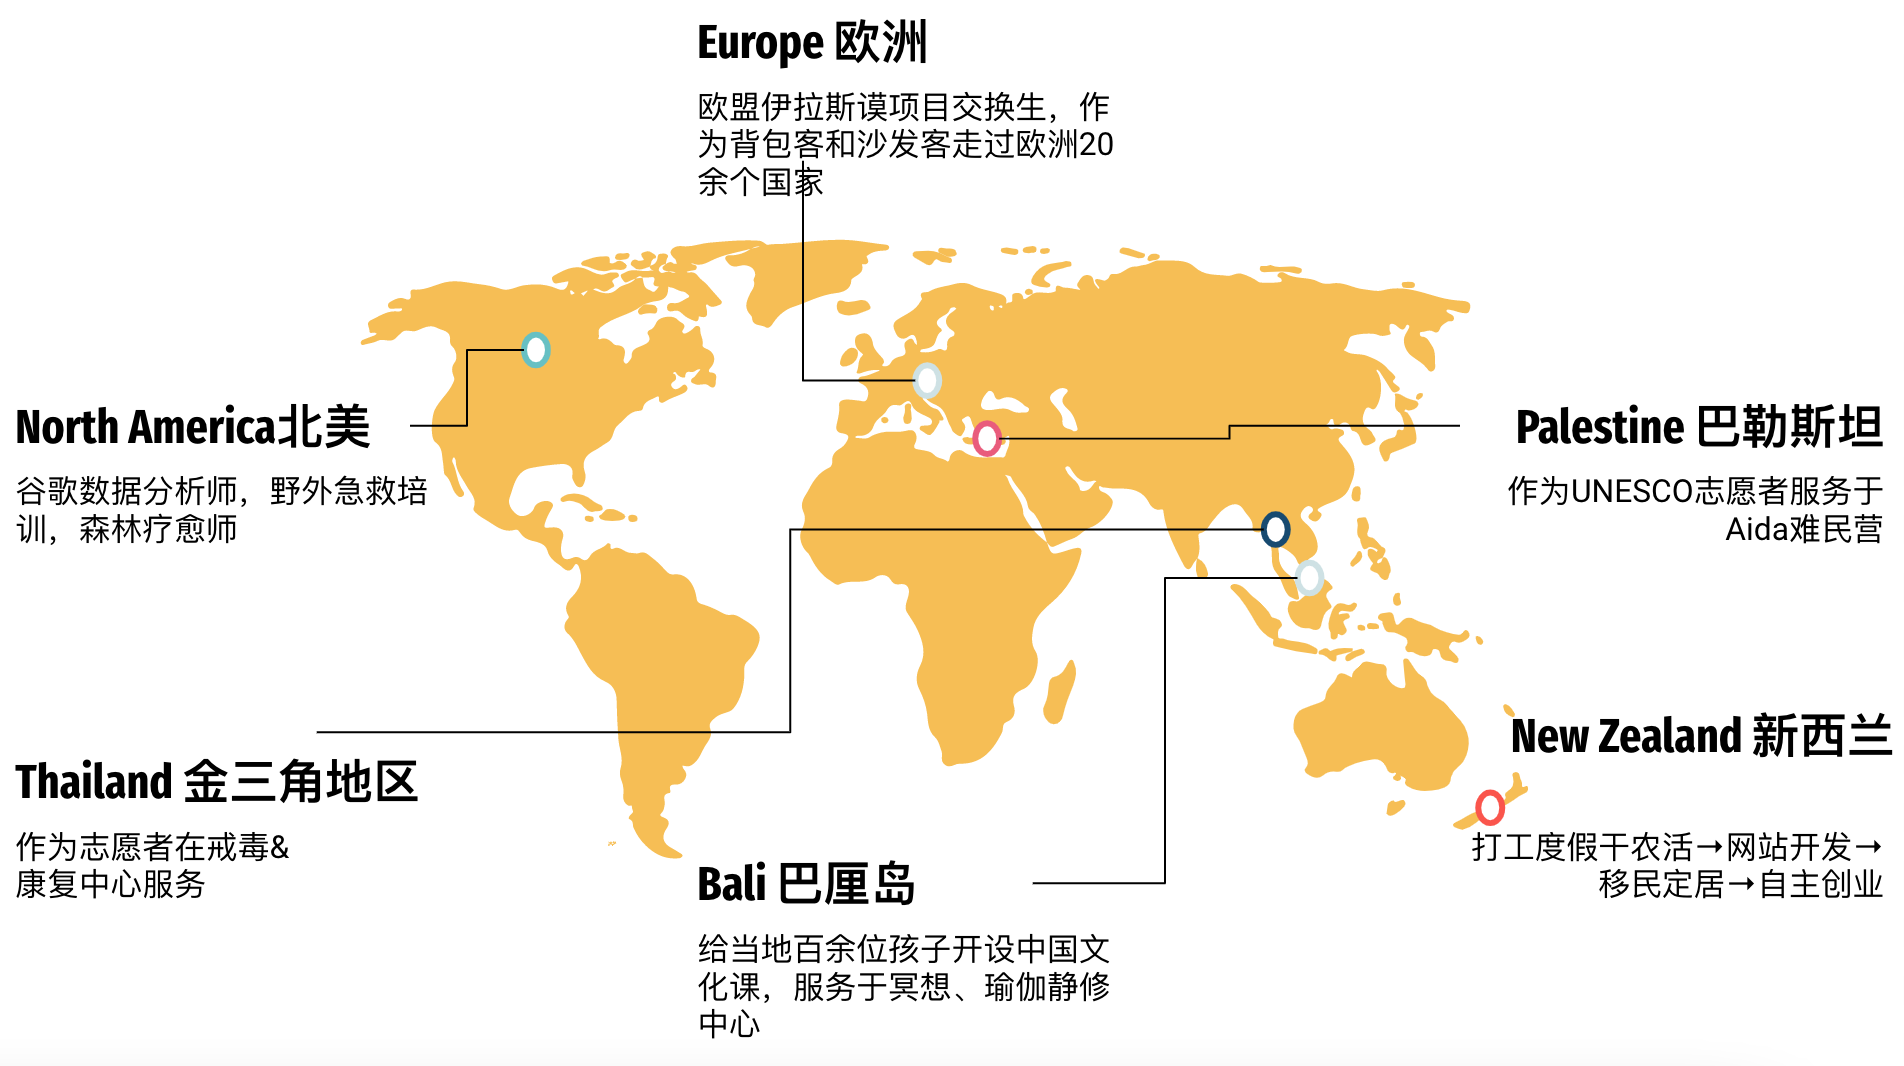 Europe 欧洲
欧盟伊拉斯谟项目交换生，作
为背包客和沙发客走过欧洲20
余个国家
North America北美
谷歌数据分析师，野外急救培
训，森林疗愈师
Palestine 巴勒斯坦
作为UNESCO志愿者服务于
Aida难民营
Thailand 金三角地区
作为志愿者在戒毒&
康复中心服务
Bali 巴厘岛
给当地百余位孩子开设中国文
化课，服务于冥想、瑜伽静修
中心
New Zealand 新西兰
打工度假干农活→网站开发→
移民定居→自主创业